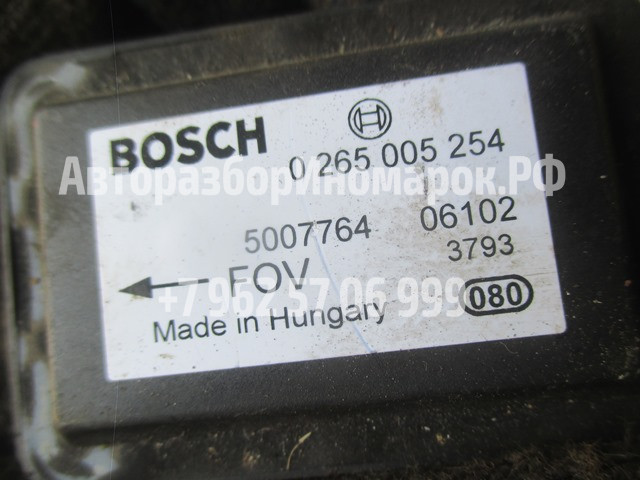 BOSCH
0 265 005 254
АвторазборИномарок.РФ
5007764 06102
3793
← FOV
+7 962 37 06 999
080
Made in Hungary